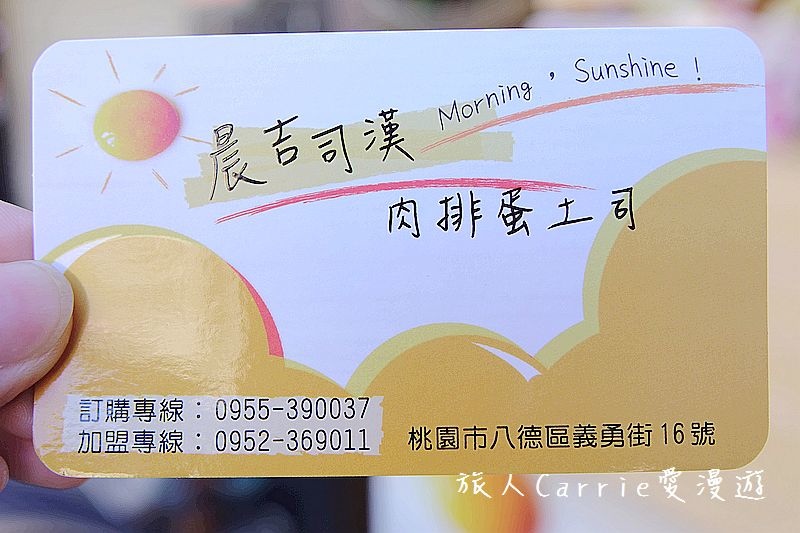 Morning, Sunshine!
晨吉司漢
肉排蛋土司
訂購專線：0955-390037
加盟專線：0952-369011
桃園市八德區義勇街16號
旅人Carrie愛漫遊